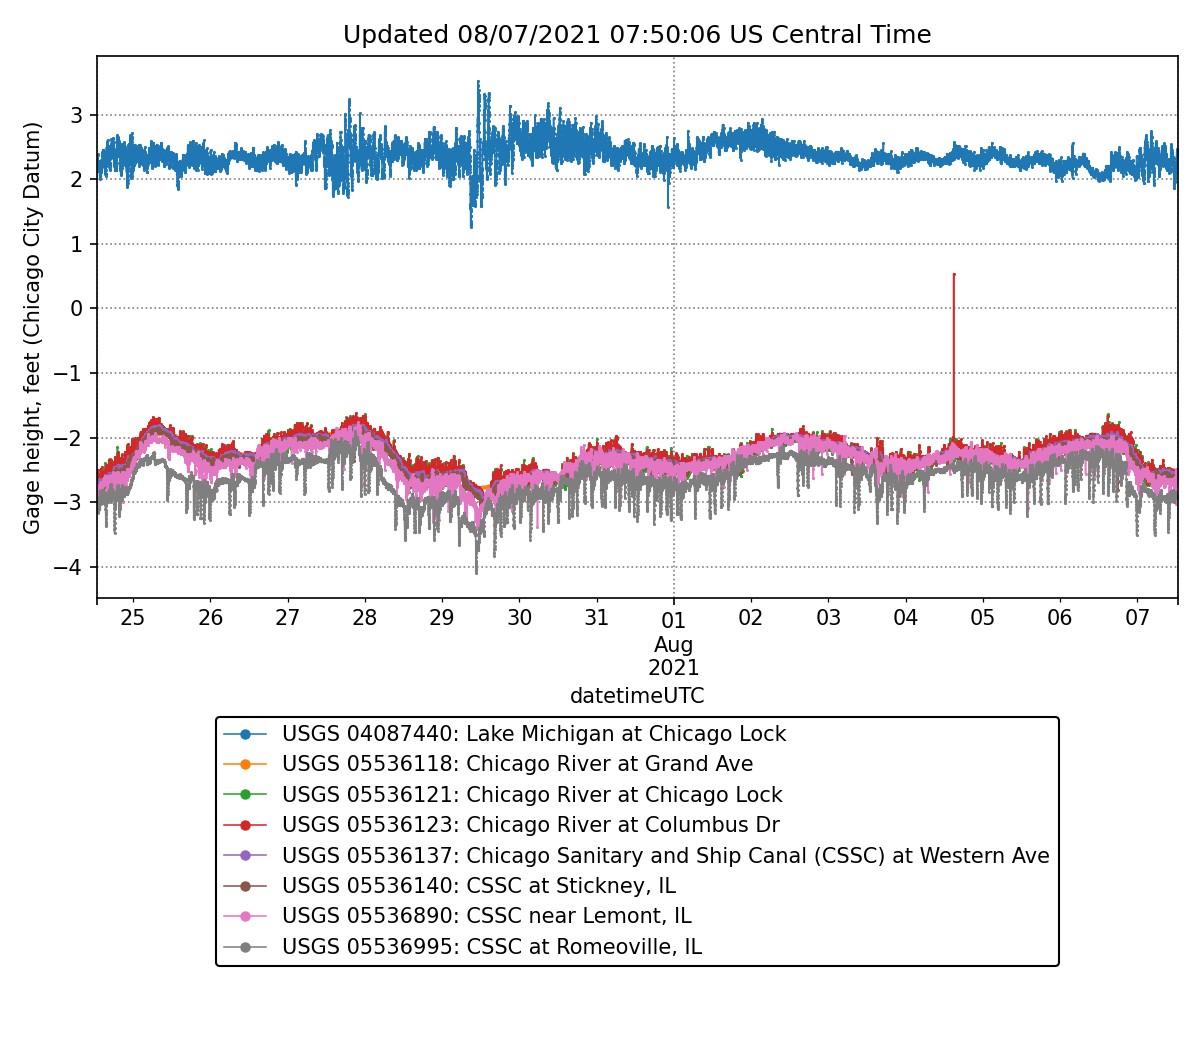 Updated 08/07/2021 07:50:06 US Central Time
Gage height, feet (Chicago City Datum)
3
2
1
0
−1
−2
−3
−4
25 26 27 28 29 30 31 01 02 03 04 05 06 07
Aug
2021
datetimeUTC
USGS 04087440: Lake Michigan at Chicago Lock
USGS 05536118: Chicago River at Grand Ave
USGS 05536121: Chicago River at Chicago Lock
USGS 05536123: Chicago River at Columbus Dr
USGS 05536137: Chicago Sanitary and Ship Canal (CSSC) at Western Ave
USGS 05536140: CSSC at Stickney, IL
USGS 05536890: CSSC near Lemont, IL
USGS 05536995: CSSC at Romeoville, IL